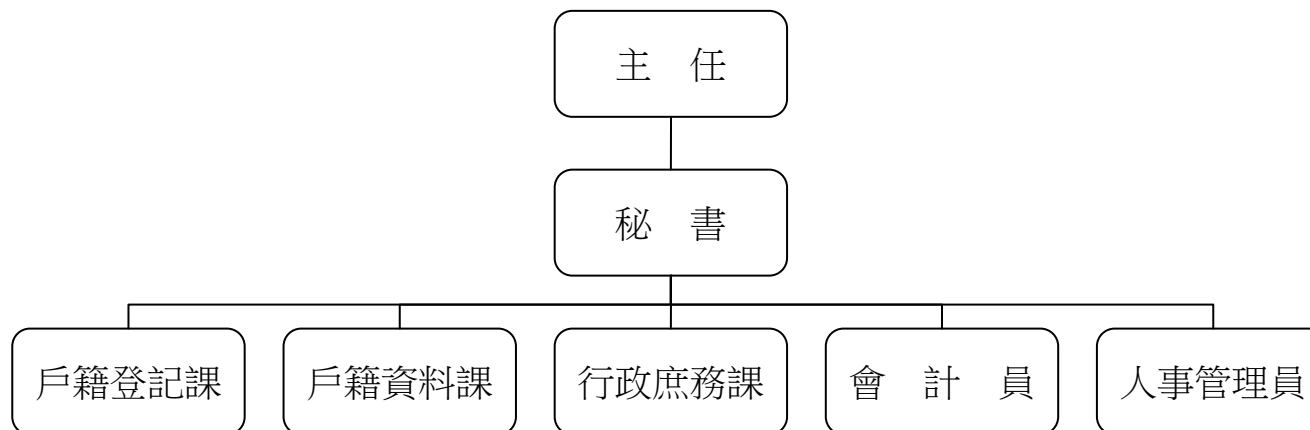 主　任
秘　書
戶籍登記課
戶籍資料課
行政庶務課
會　計　員
人事管理員